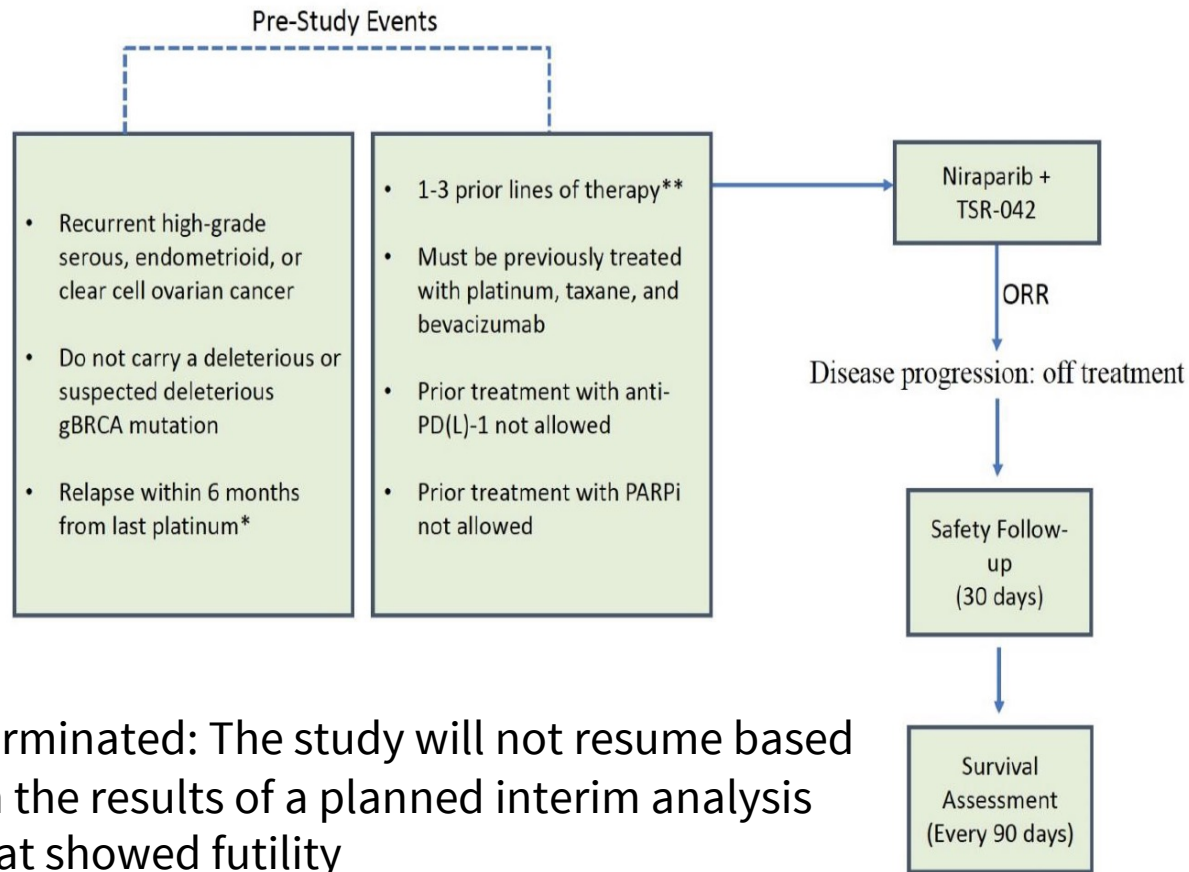 Pre-Study Events
• Recurrent high-grade
serous, endometrioid, or
clear cell ovarian cancer
• Do not carry a deleterious or
suspected deleterious
gBRCA mutation
• Relapse within 6 months
from last platinum*
• 1-3 prior lines of therapy**
• Must be previously treated
with platinum, taxane, and
bevacizumab
• Prior treatment with anti-
PD(L)-1 not allowed
• Prior treatment with PARPi
not allowed
Niraparib +
TSR-042
ORR
Disease progression: off treatment
Safety Follow-
up
(30 days)
Survival
Assessment
(Every 90 days)
rminated: The study will not resume based
the results of a planned interim analysis
at showed futility